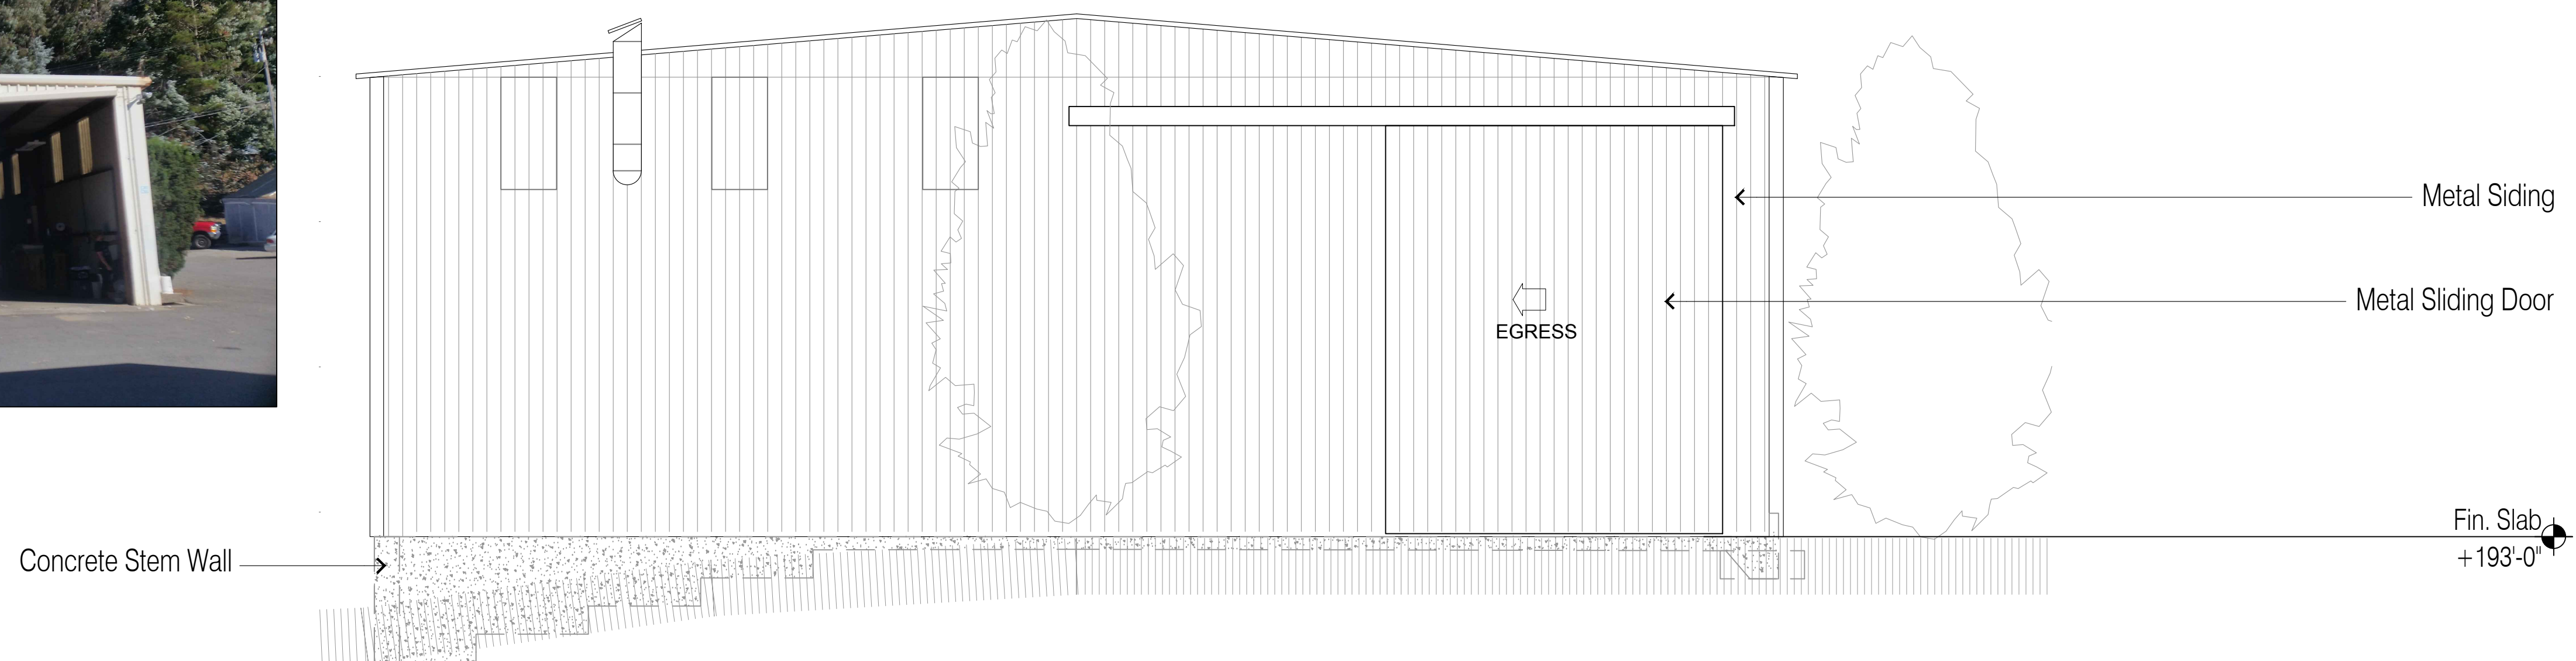 Metal Siding
Metal Sliding Door
EGRESS
Fin. Slab
+193'-0"
Concrete Stem Wall